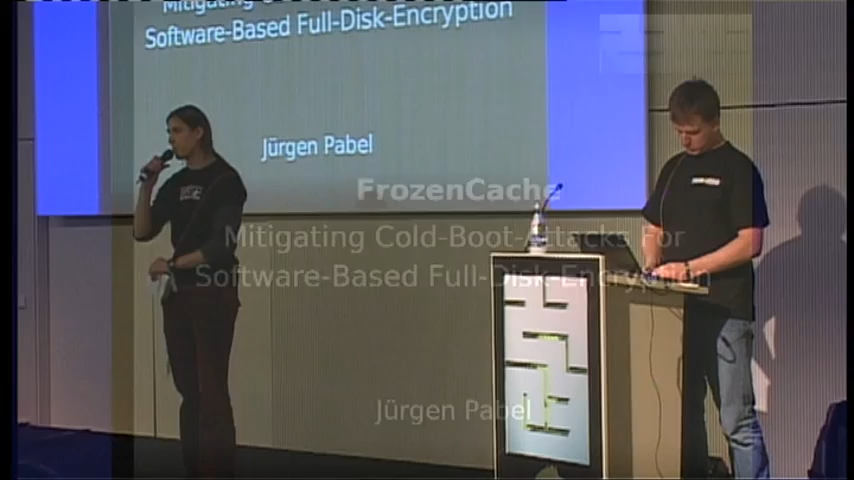 Mitigating
Software-Based Full-Disk-Encryption
Jürgen Pabel
FrozenCache
Mitigating Cold-Boot-Attacks For
Software-Based Full-Disk-Encryption
Jürgen Pabel